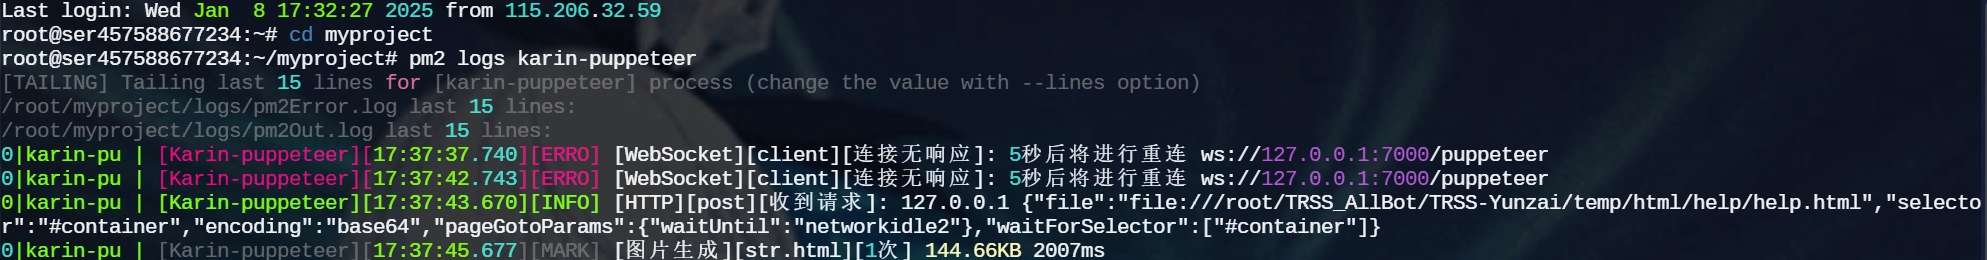 Last login: Wed Jan  8 17:32:27 2025 from 115.206.32.59
root@ser457588677234:~# cd myproject
root@ser457588677234:~/myproject# pm2 logs karin-puppeteer
[TAILING] Tailing last 15 lines for [karin-puppeteer] process (change the value with --lines option)
/root/myproject/logs/pm2Error.log last 15 lines:
/root/myproject/logs/pm2Out.log last 15 lines:
0|karin-pu | [Karin-puppeteer][17:37:37.740][ERRO] [WebSocket][client][连接无响应]: 5秒后将进行重连 ws://127.0.0.1:7000/puppeteer
0|karin-pu | [Karin-puppeteer][17:37:42.743][ERRO] [WebSocket][client][连接无响应]: 5秒后将进行重连 ws://127.0.0.1:7000/puppeteer
0|karin-pu | [Karin-puppeteer][17:37:43.670][INFO] [HTTP][post][收到请求]: 127.0.0.1 {"file":"file:///root/TRSS_AllBot/TRSS-Yunzai/temp/html/help/help.html","selecto
r":"#container","encoding":"base64","pageGotoParams":{"waitUntil":"networkidle2"},"waitForSelector":["#container"]}
0|karin-pu | [Karin-puppeteer][17:37:45.677][MARK] [图片生成][str.html][1次] 144.66KB 2007ms